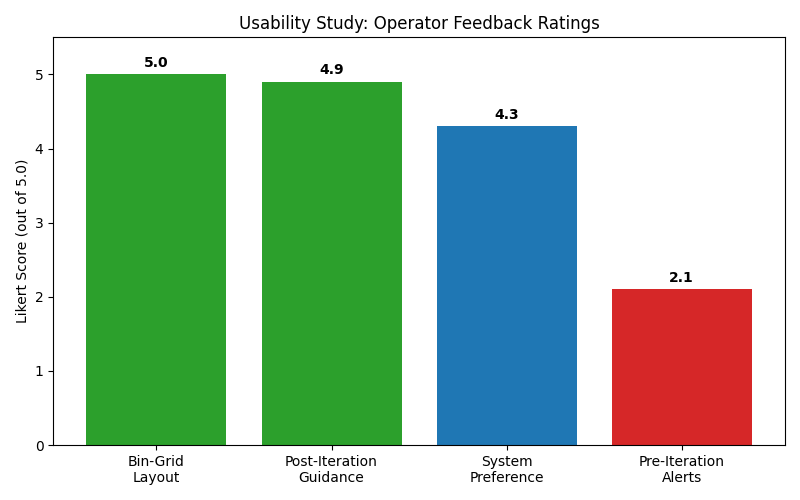 Usability Study: Operator Feedback Ratings
5.0
4.9
4.3
2.1
Likert Score (out of 5.0)
5
4
3
2
1
0
Bin-Grid
Layout
Post-Iteration
Guidance
System
Preference
Pre-Iteration
Alerts